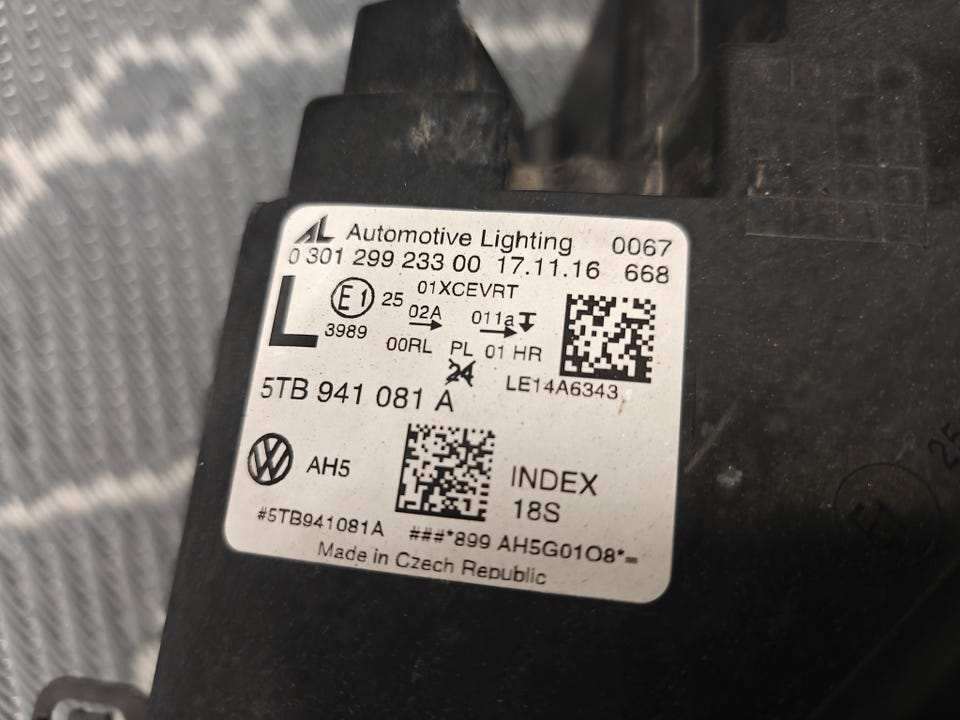 AL Automotive Lighting 0067
0 301 299 233 00 17.11.16 668
L E1 25 01XCEVRT
3989 02A 011a
00RL PL 01 HR
24
LE14A6343
5TB 941 081 A
VW AH5
INDEX
18S
#5TB941081A ###*899 AH5G01O8*=
Made in Czech Republic
25